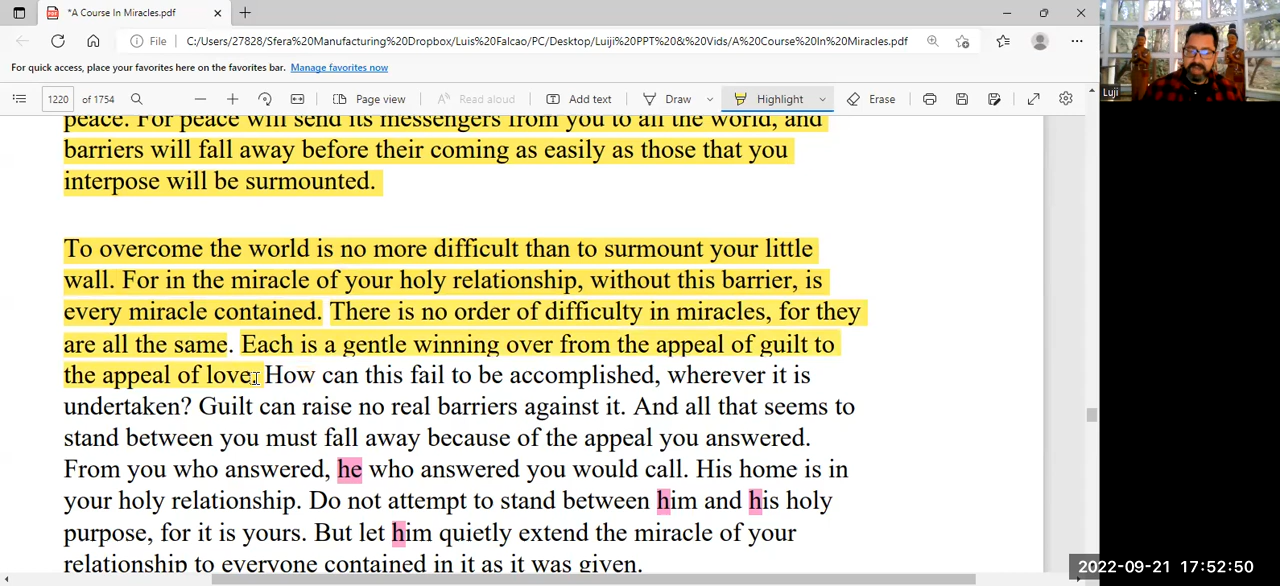 *A Course In Miracles.pdf
File
C:/Users/27828/Sfera%20Manufacturing%20Dropbox/Luis%20Falcao/PC/Desktop/Luiji%20PPT%20&%20Vids/A%20Course%20In%20Miracles.pdf
For quick access, place your favorites here on the favorites bar. Manage favorites now
1220 of 1754
Page view
Read aloud
Add text
Draw
Highlight
Erase
Luji
peace. For peace will send its messengers from you to all the world, and
barriers will fall away before their coming as easily as those that you
interpose will be surmounted.
To overcome the world is no more difficult than to surmount your little
wall. For in the miracle of your holy relationship, without this barrier, is
every miracle contained. There is no order of difficulty in miracles, for they
are all the same. Each is a gentle winning over from the appeal of guilt to
the appeal of love. How can this fail to be accomplished, wherever it is
undertaken? Guilt can raise no real barriers against it. And all that seems to
stand between you must fall away because of the appeal you answered.
From you who answered, he who answered you would call. His home is in
your holy relationship. Do not attempt to stand between him and his holy
purpose, for it is yours. But let him quietly extend the miracle of your
relationship to everyone contained in it as it was given.
2022-09-21 17:52:50